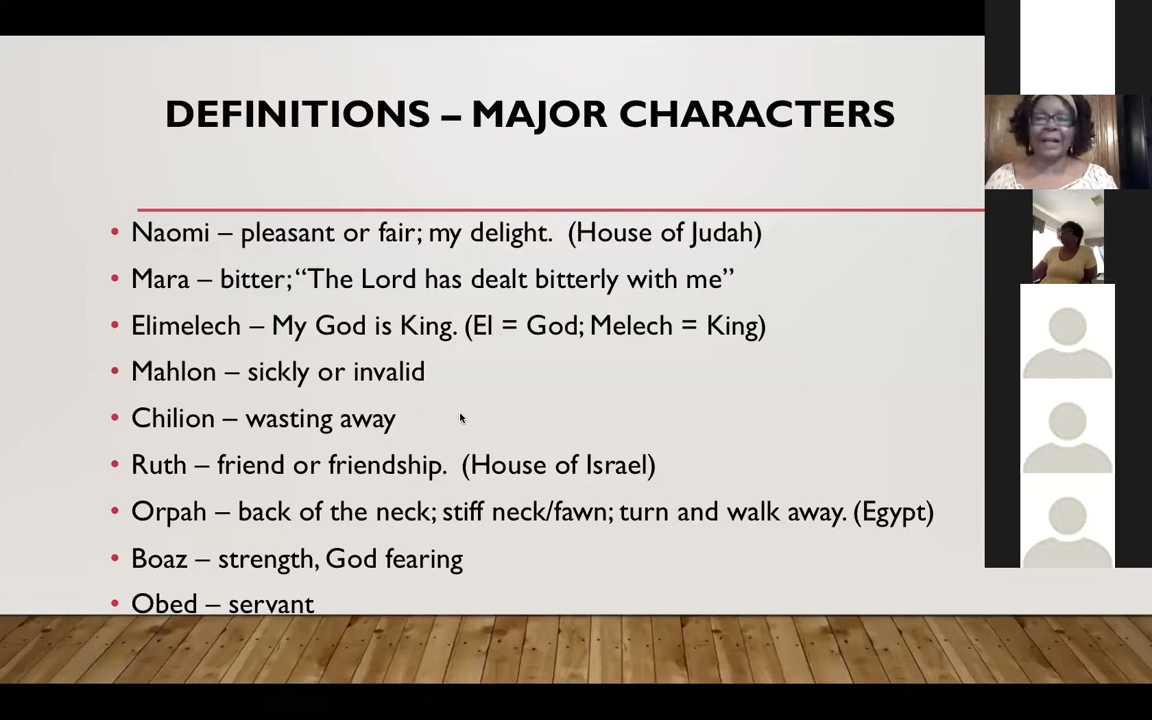 DEFINITIONS – MAJOR CHARACTERS
• Naomi – pleasant or fair; my delight.  (House of Judah)
• Mara – bitter; “The Lord has dealt bitterly with me”
• Elimelech – My God is King. (El = God; Melech = King)
• Mahlon – sickly or invalid
• Chilion – wasting away
• Ruth – friend or friendship.  (House of Israel)
• Orpah – back of the neck; stiff neck/fawn; turn and walk away. (Egypt)
• Boaz – strength, God fearing
• Obed – servant